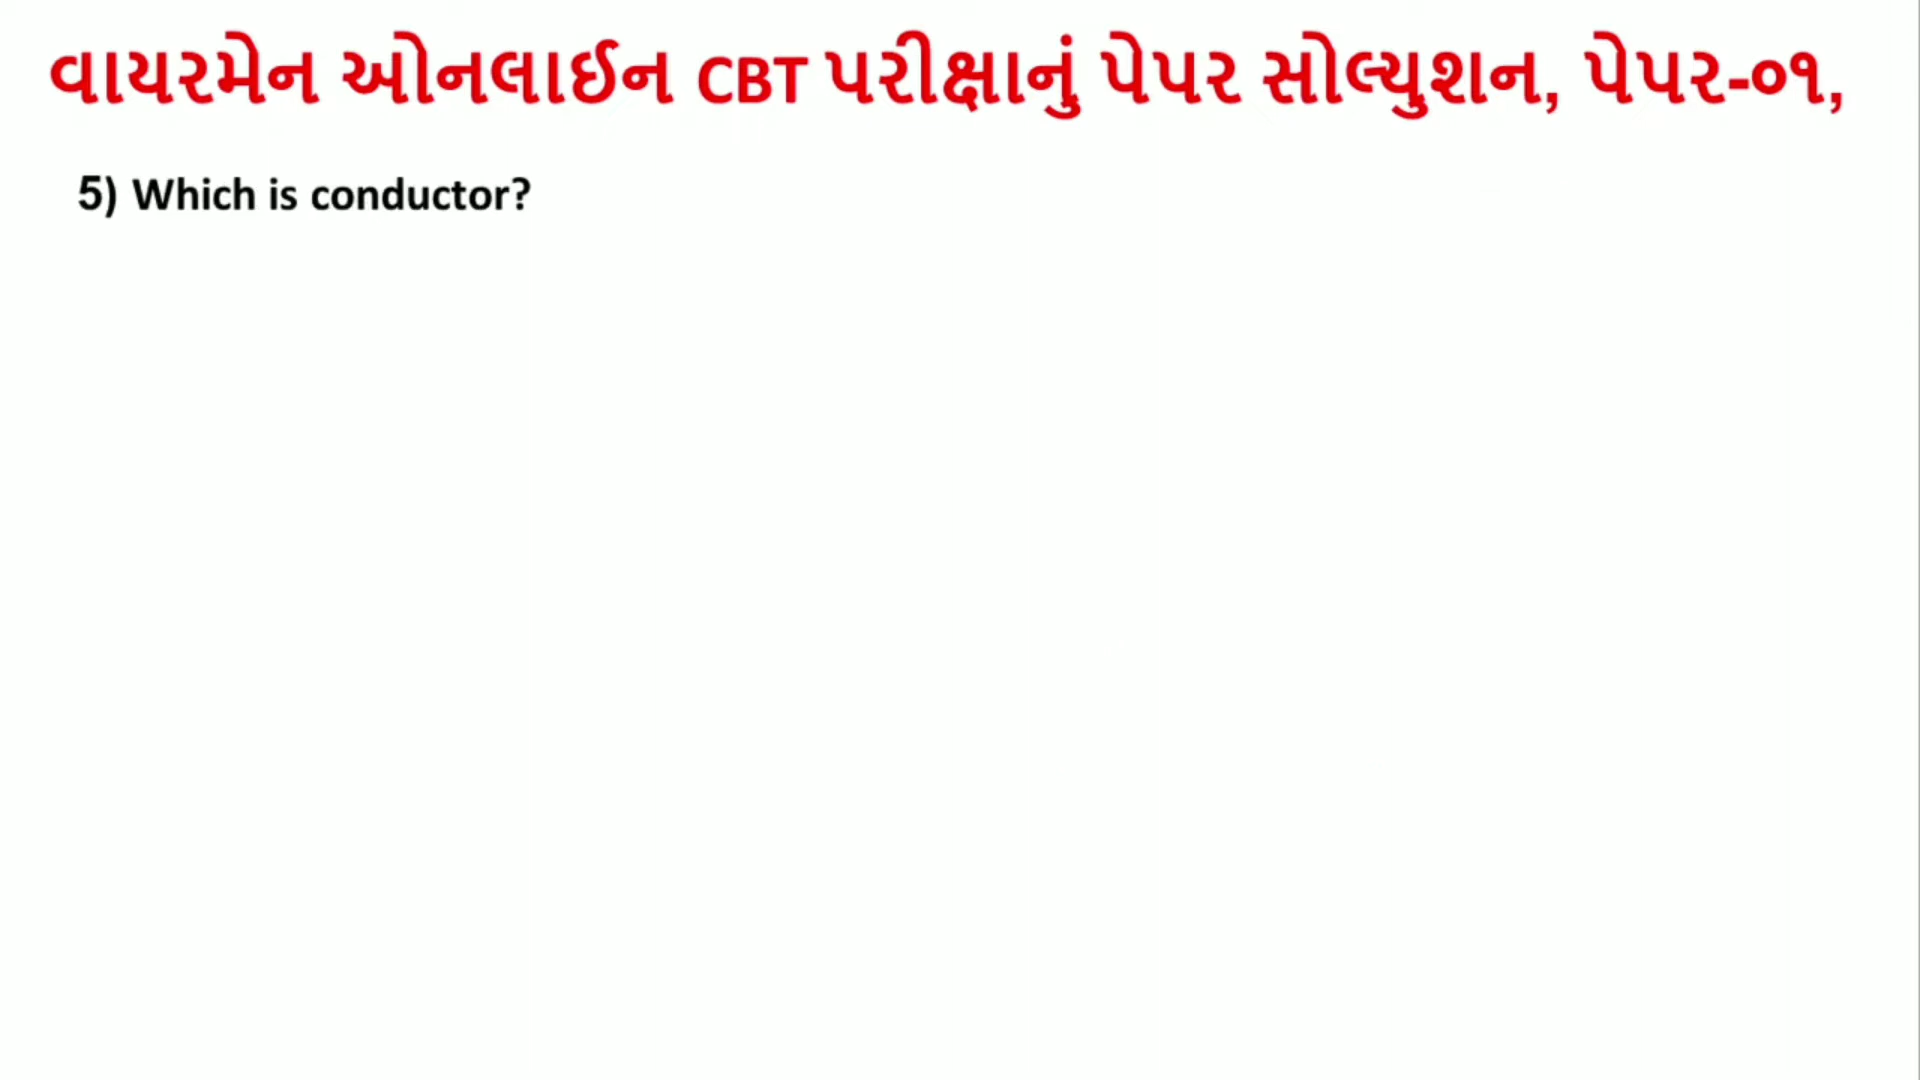 વાયરમેન ઓનલાઈન CBT પરીક્ષાનું પેપર સોલ્યુશન, પેપર-૦૧,
5) Which is conductor?